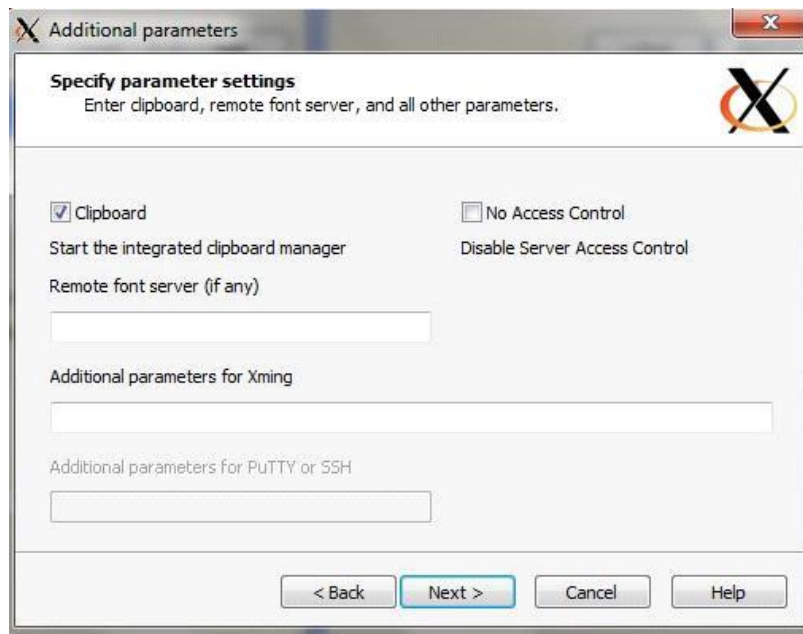 Additional parameters
Specify parameter settings
Enter clipboard, remote font server, and all other parameters.
Clipboard
No Access Control
Start the integrated clipboard manager
Disable Server Access Control
Remote font server (if any)
Additional parameters for Xming
Additional parameters for PuTTY or SSH
< Back
Next >
Cancel
Help